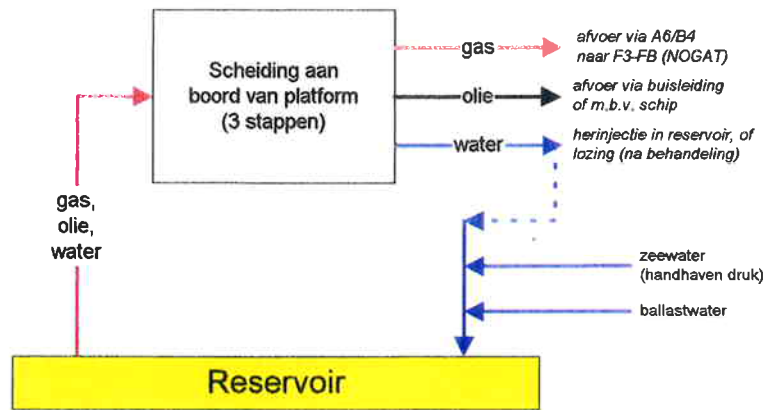 Scheiding aan
boord van platform
(3 stappen)
gas
afvoer via A6/B4
naar F3-FB (NOGAT)
olie
afvoer via buisleiding
of m.b.v. schip
water
herinjectie in reservoir, of
lozing (na behandeling)
gas,
olie,
water
zeewater
(handhaven druk)
ballastwater
Reservoir